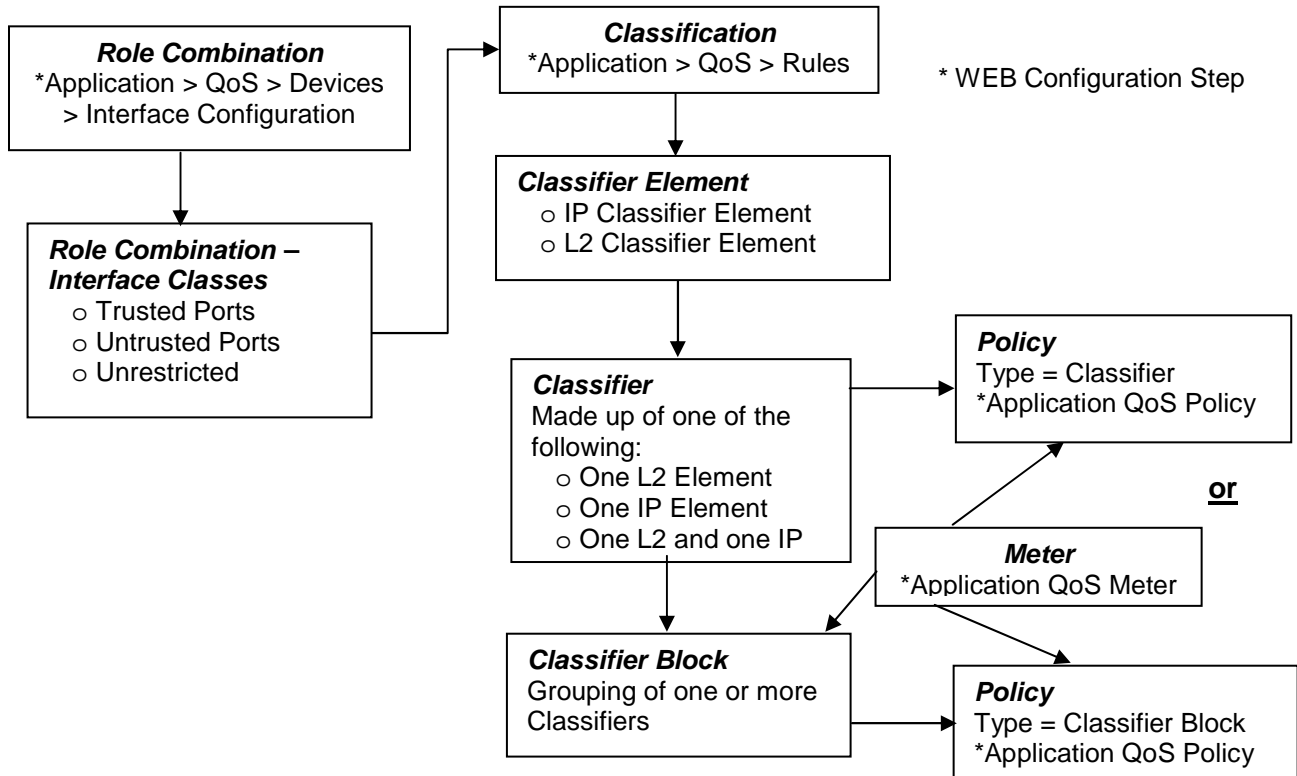 Role Combination
*Application > QoS > Devices
> Interface Configuration
Role Combination –
Interface Classes
o Trusted Ports
o Untrusted Ports
o Unrestricted
Classification
*Application > QoS > Rules
* WEB Configuration Step
Classifier Element
o IP Classifier Element
o L2 Classifier Element
Classifier
Made up of one of the
following:
o One L2 Element
o One IP Element
o One L2 and one IP
Policy
Type = Classifier
*Application QoS Policy
or
Meter
*Application QoS Meter
Classifier Block
Grouping of one or more
Classifiers
Policy
Type = Classifier Block
*Application QoS Policy